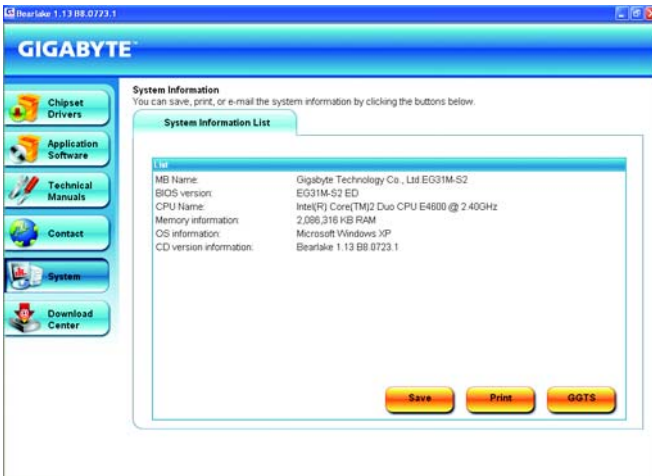 Bearlake 1.13 B8.0723.1
GIGABYTE™
Chipset
Drivers
Application
Software
Technical
Manuals
Contact
System
Download
Center
System Information
You can save, print, or e-mail the system information by clicking the buttons below.
System Information List
List
MB Name: Gigabyte Technology Co., Ltd.EG31M-S2
BIOS version: EG31M-S2 ED
CPU Name: Intel(R) Core(TM)2 Duo CPU E4600 @ 2.40GHz
Memory information: 2,086,316 KB RAM
OS information: Microsoft Windows XP
CD version information: Bearlake 1.13 B8.0723.1
Save Print GGTS